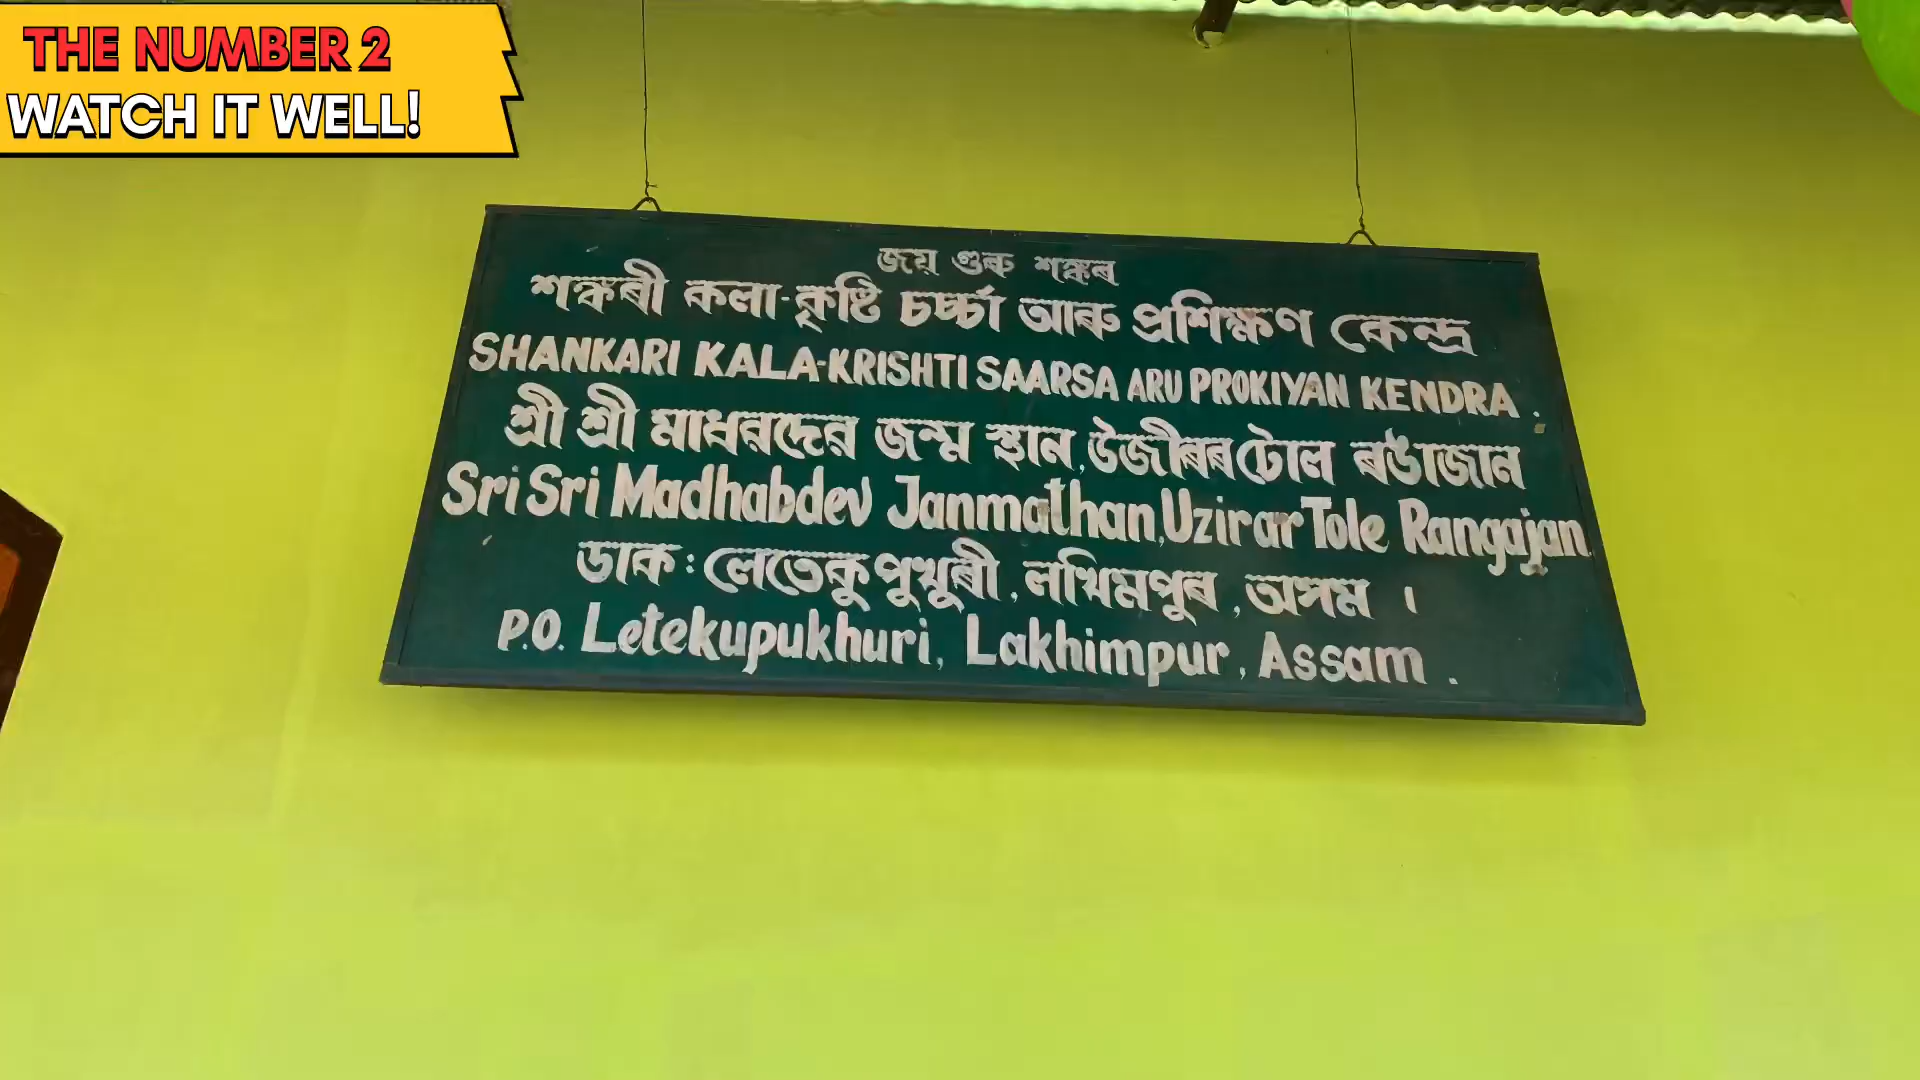 THE NUMBER 2
WATCH IT WELL!
জয় গুৰু শঙ্কৰ
শঙ্কৰী কলা-কৃষ্টি চৰ্চ্চা আৰু প্ৰশিক্ষণ কেন্দ্ৰ
SHANKARI KALA-KRISHTI SAARSA ARU PROKIYAN KENDRA .
শ্ৰী শ্ৰী মাধৱদেৱ জন্ম স্থান, উজীৰৰ টোল ৰঙাজান
Sri Sri Madhabdev Janmathan, Uzirar Tole Rangajan.
ডাক : লেতেকু পুখুৰী, লখিমপুৰ, অসম ।
P.O. Letekupukhuri, Lakhimpur, Assam .